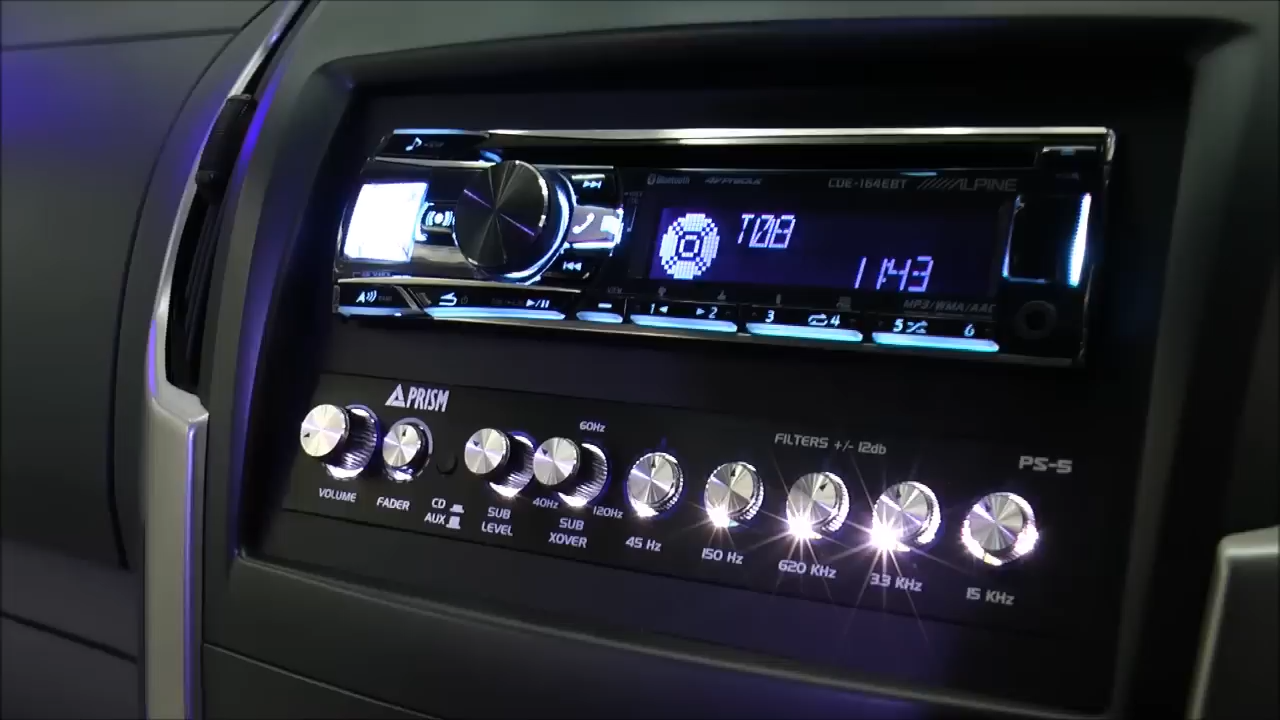 Bluetooth
CDE-164EBT ALPINE
T08
11:43
MP3/WMA/AAC
1 2 3 4 5 6
PRISM
60Hz
FILTERS +/- 12db
PS-5
VOLUME
FADER
CD
AUX
SUB
LEVEL
40Hz
120Hz
SUB
XOVER
45 Hz
150 Hz
620 KHz
3.3 KHz
15 KHz